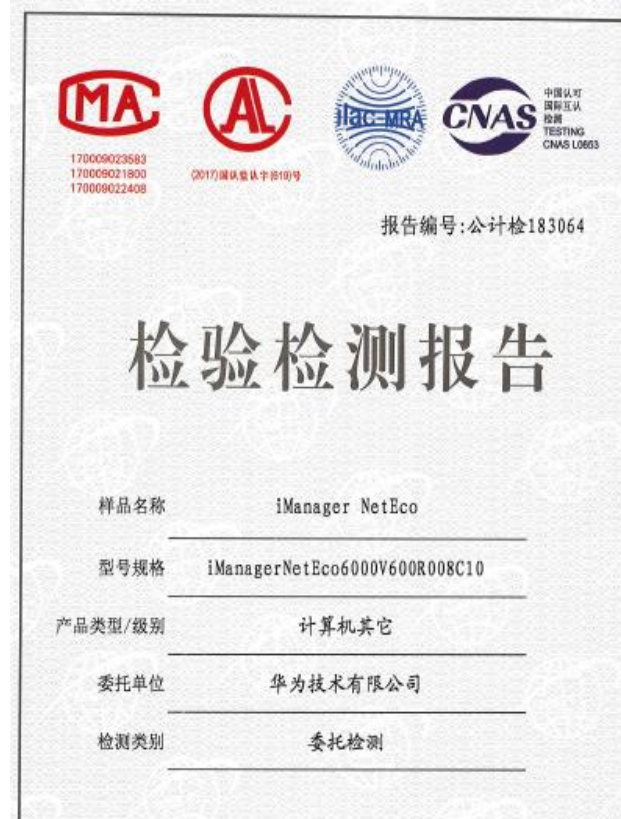 MA
170009023583
170009021800
170009022408
AL
(2017)国认监认字(619)号
ilac-MRA
CNAS
中国认可
国际互认
检测
TESTING
CNAS L0653
报告编号:公计检183064
检验检测报告
样品名称 iManager NetEco
型号规格 iManagerNetEco6000V600R008C10
产品类型/级别 计算机其它
委托单位 华为技术有限公司
检测类别 委托检测